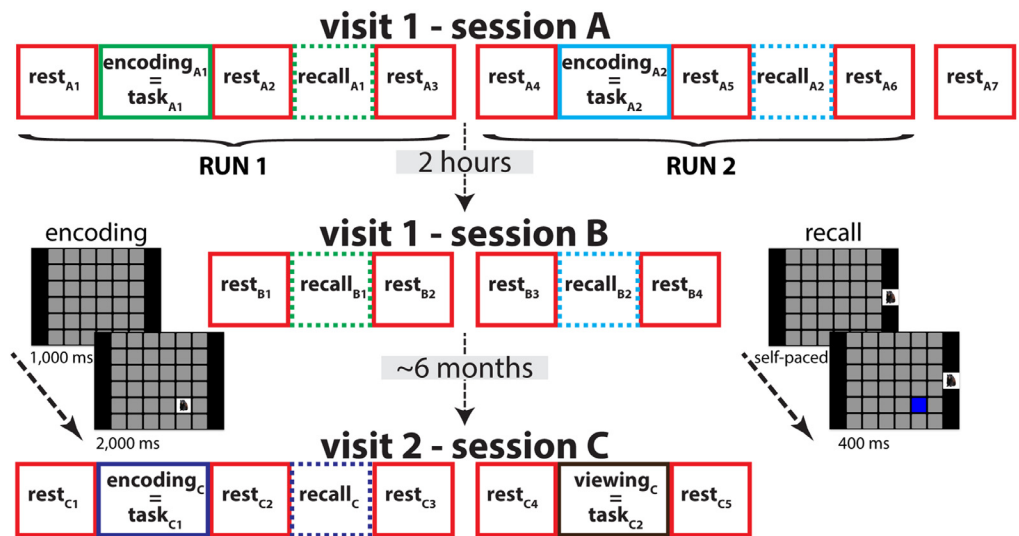 visit 1 - session A
restA1
encodingA1
=
taskA1
restA2
recallA1
restA3
restA4
encodingA2
=
taskA2
restA5
recallA2
restA6
restA7
RUN 1
RUN 2
2 hours
visit 1 - session B
encoding
1,000 ms
2,000 ms
restB1
recallB1
restB2
restB3
recallB2
restB4
recall
self-paced
400 ms
~6 months
visit 2 - session C
restC1
encodingC
=
taskC1
restC2
recallC
restC3
restC4
viewingC
=
taskC2
restC5